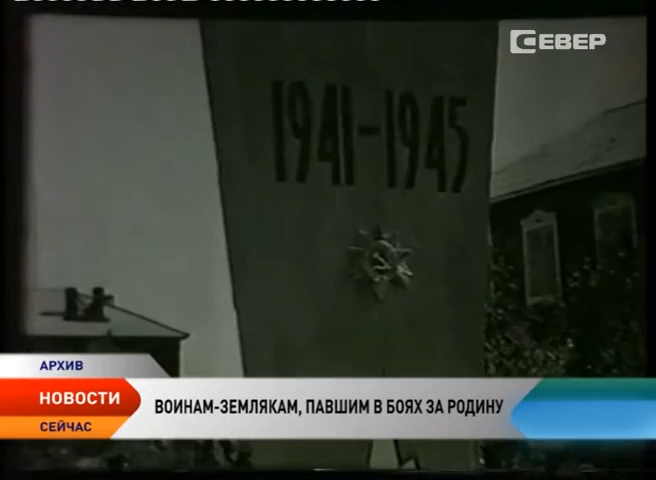 СЕВЕР
1941-1945
АРХИВ
НОВОСТИ
ВОИНАМ-ЗЕМЛЯКАМ, ПАВШИМ В БОЯХ ЗА РОДИНУ
СЕЙЧАС